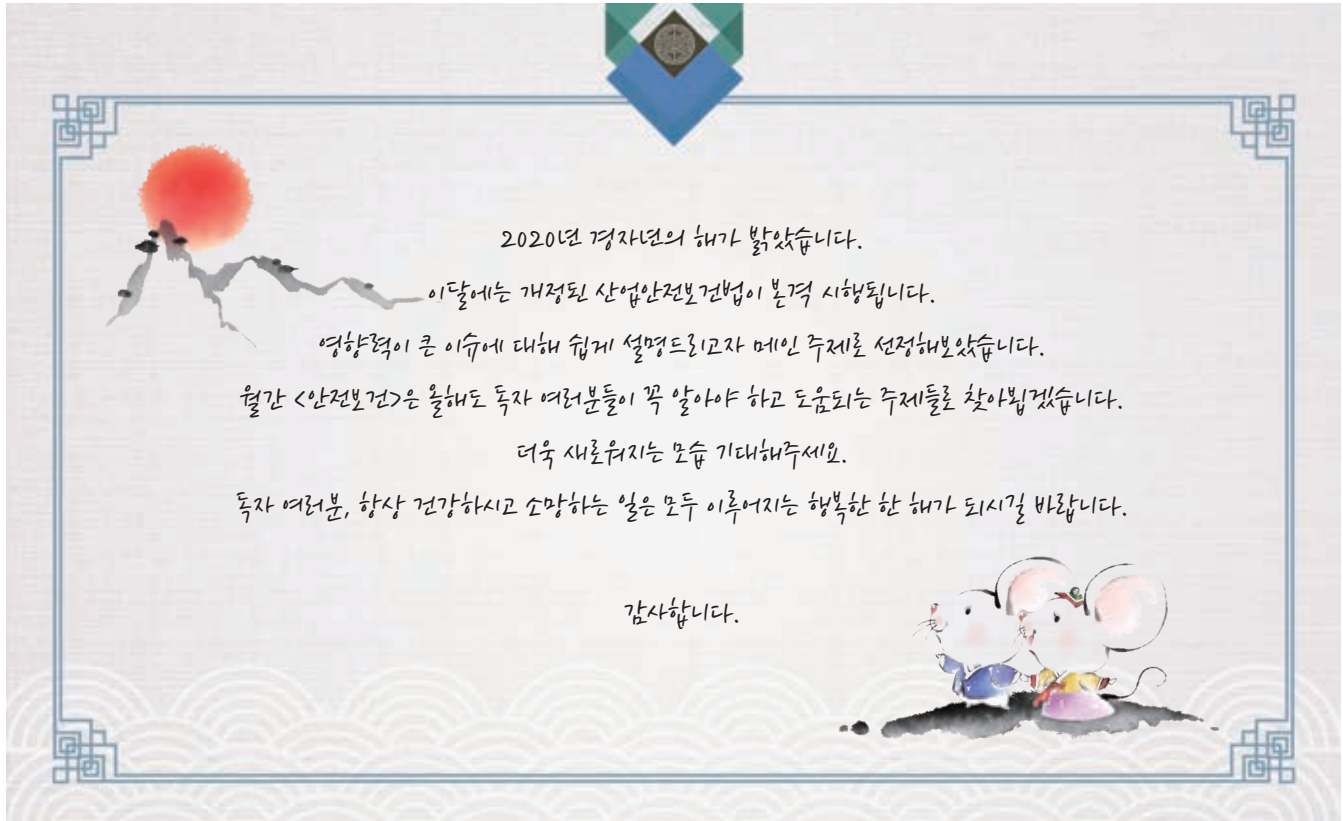 2020년 경자년의 해가 밝았습니다.
이달에는 개정된 산업안전보건법이 본격 시행됩니다.
영향력이 큰 이슈에 대해 쉽게 설명드리고자 메인 주제로 선정해보았습니다.
월간 <안전보건>은 올해도 독자 여러분들이 꼭 알아야 하고 도움되는 주제들로 찾아뵙겠습니다.
더욱 새로워지는 모습 기대해주세요.
독자 여러분, 항상 건강하시고 소망하는 일은 모두 이루어지는 행복한 한 해가 되시길 바랍니다.
감사합니다.